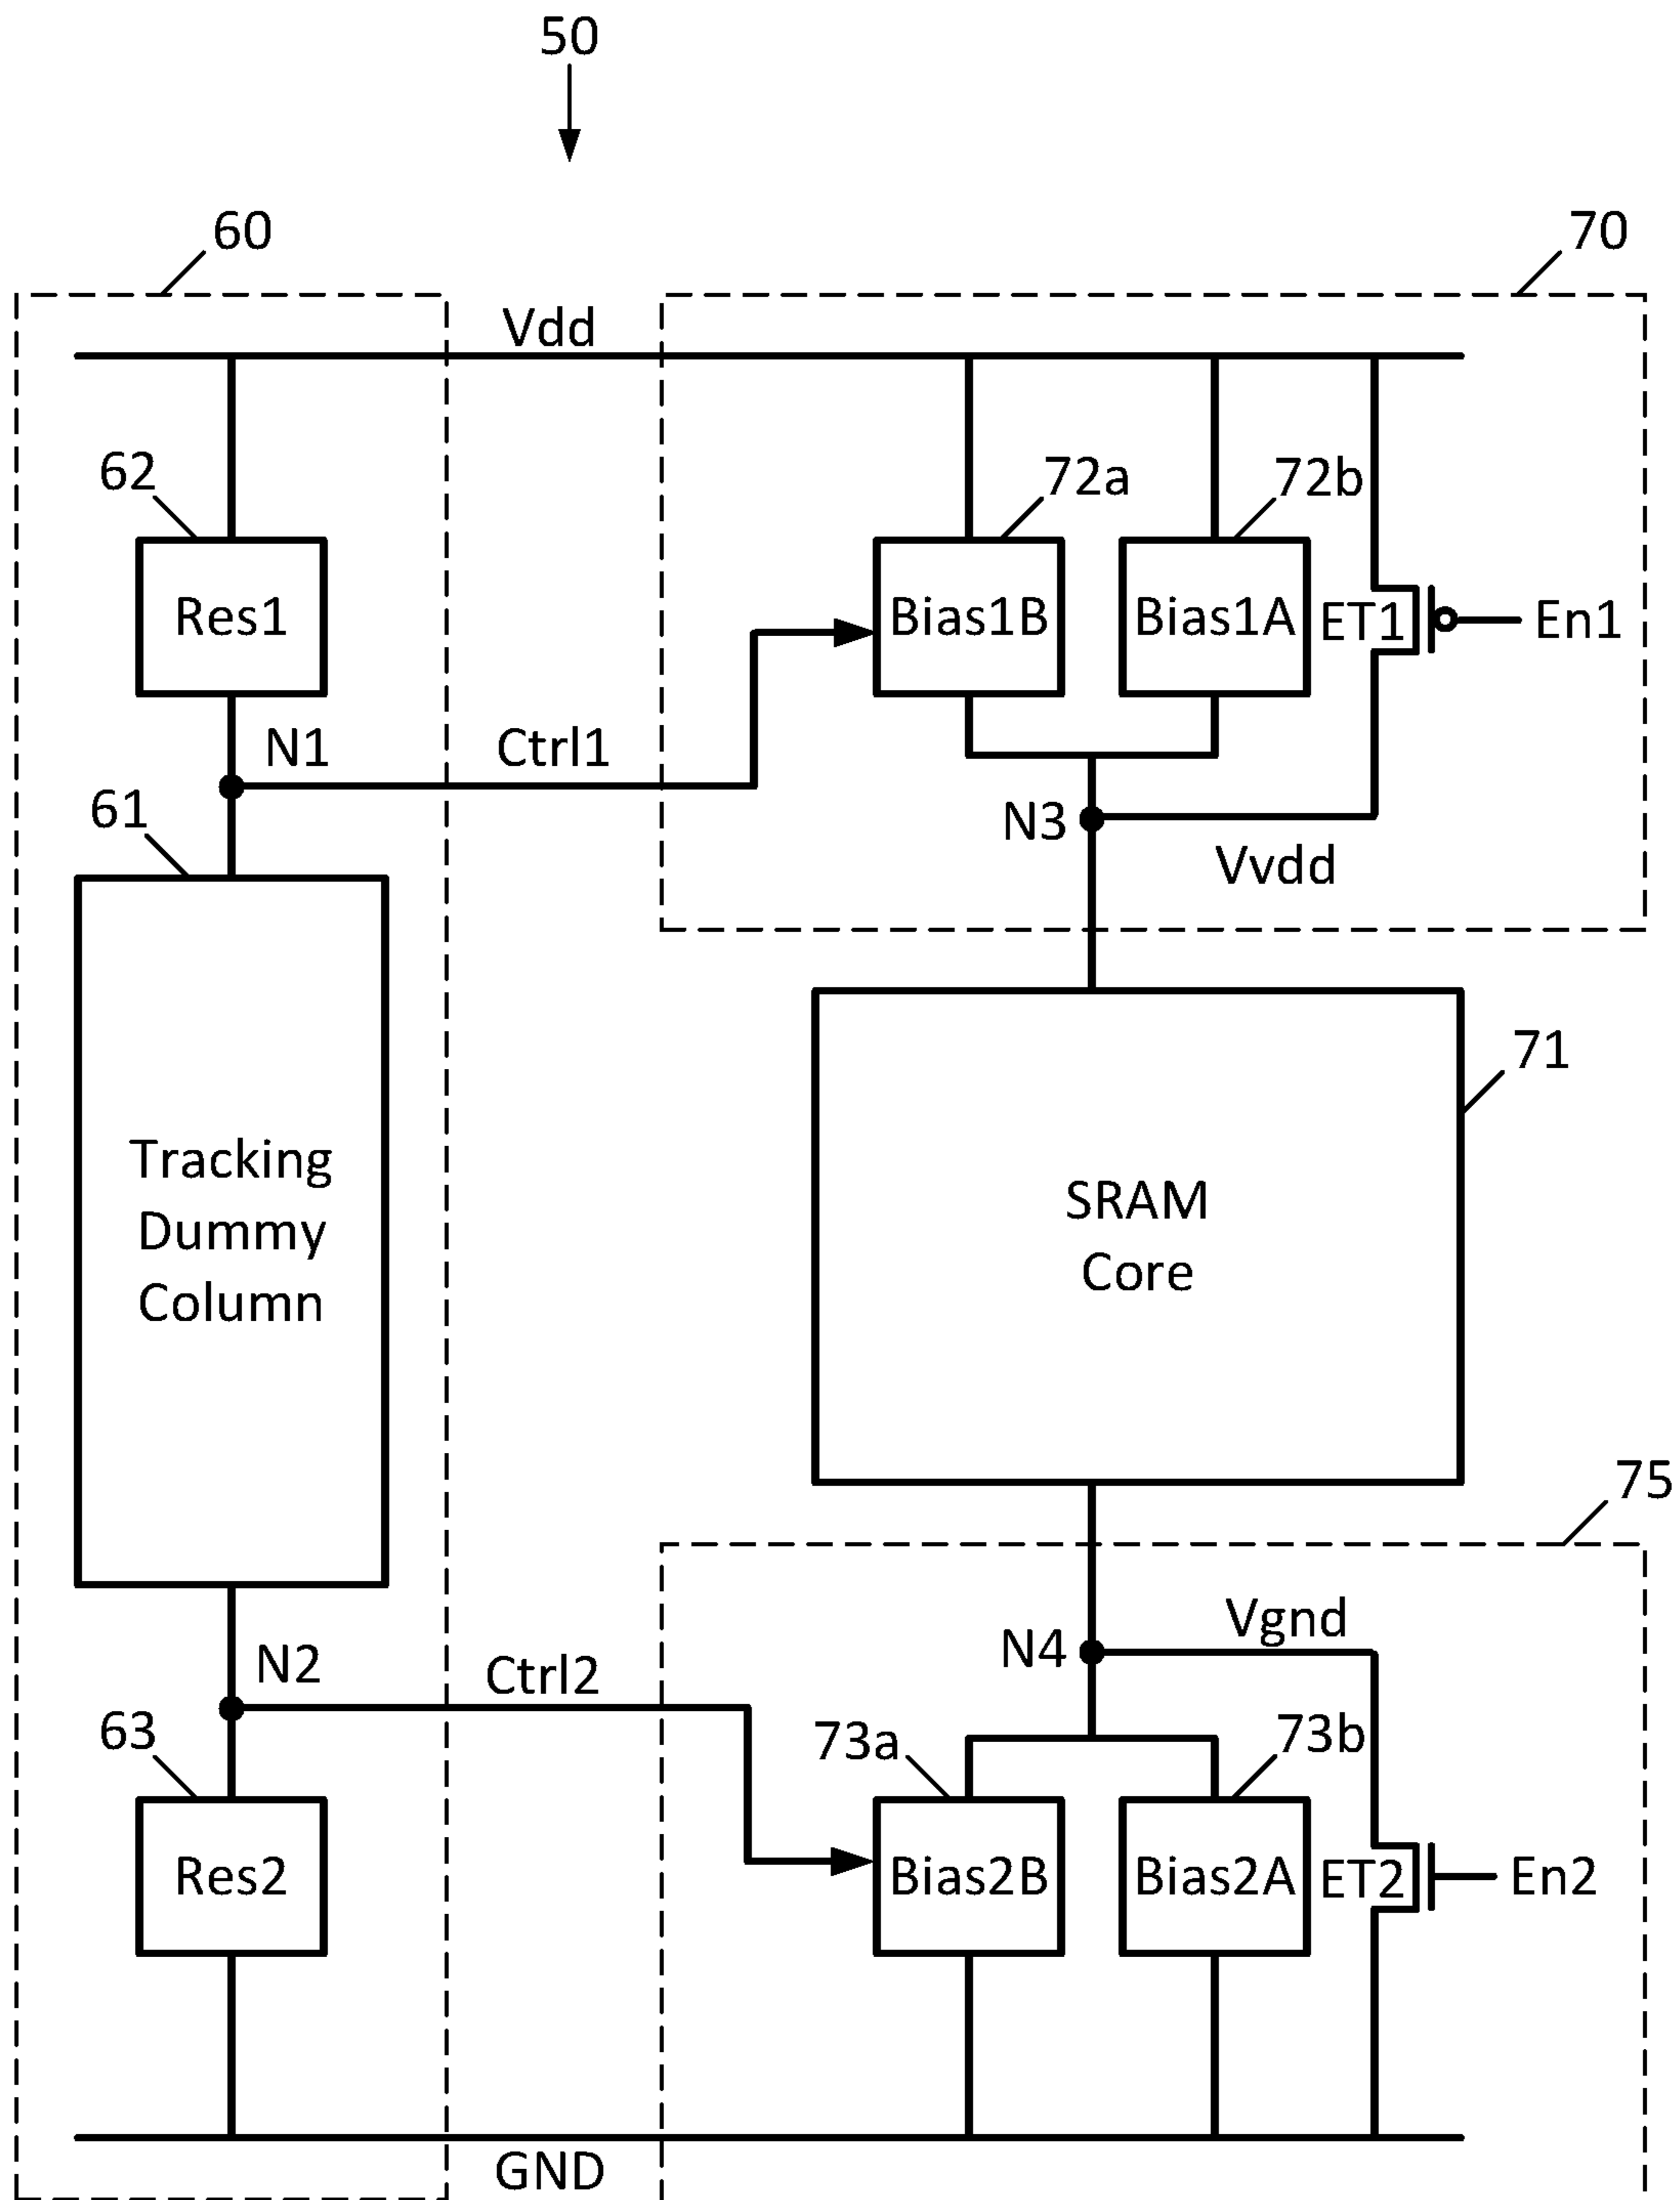 50
60
70
Vdd
62
72a
72b
Res1
Bias1B
Bias1A
ET1
En1
N1
Ctrl1
61
N3
Vvdd
71
Tracking
Dummy
Column
SRAM
Core
75
Vgnd
N4
N2
Ctrl2
63
73a
73b
Res2
Bias2B
Bias2A
ET2
En2
GND